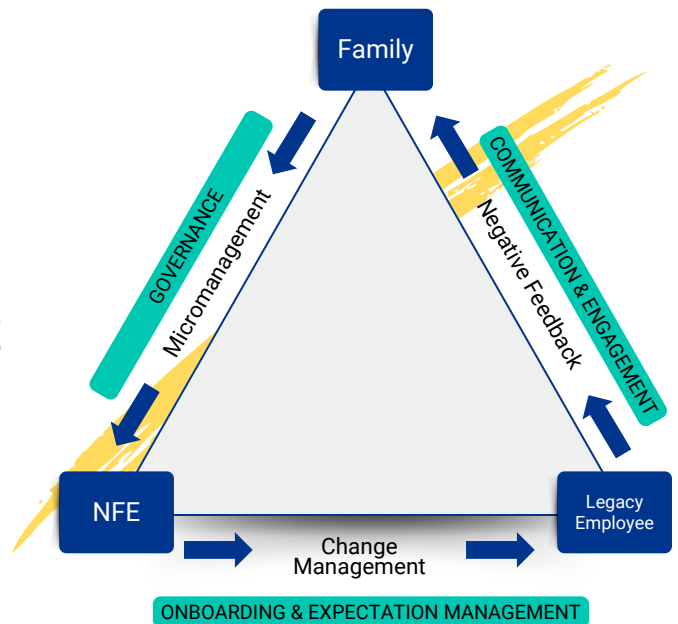 Family
GOVERNANCE
Micromanagement
COMMUNICATION & ENGAGEMENT
Negative Feedback
NFE
Legacy
Employee
Change
Management
ONBOARDING & EXPECTATION MANAGEMENT